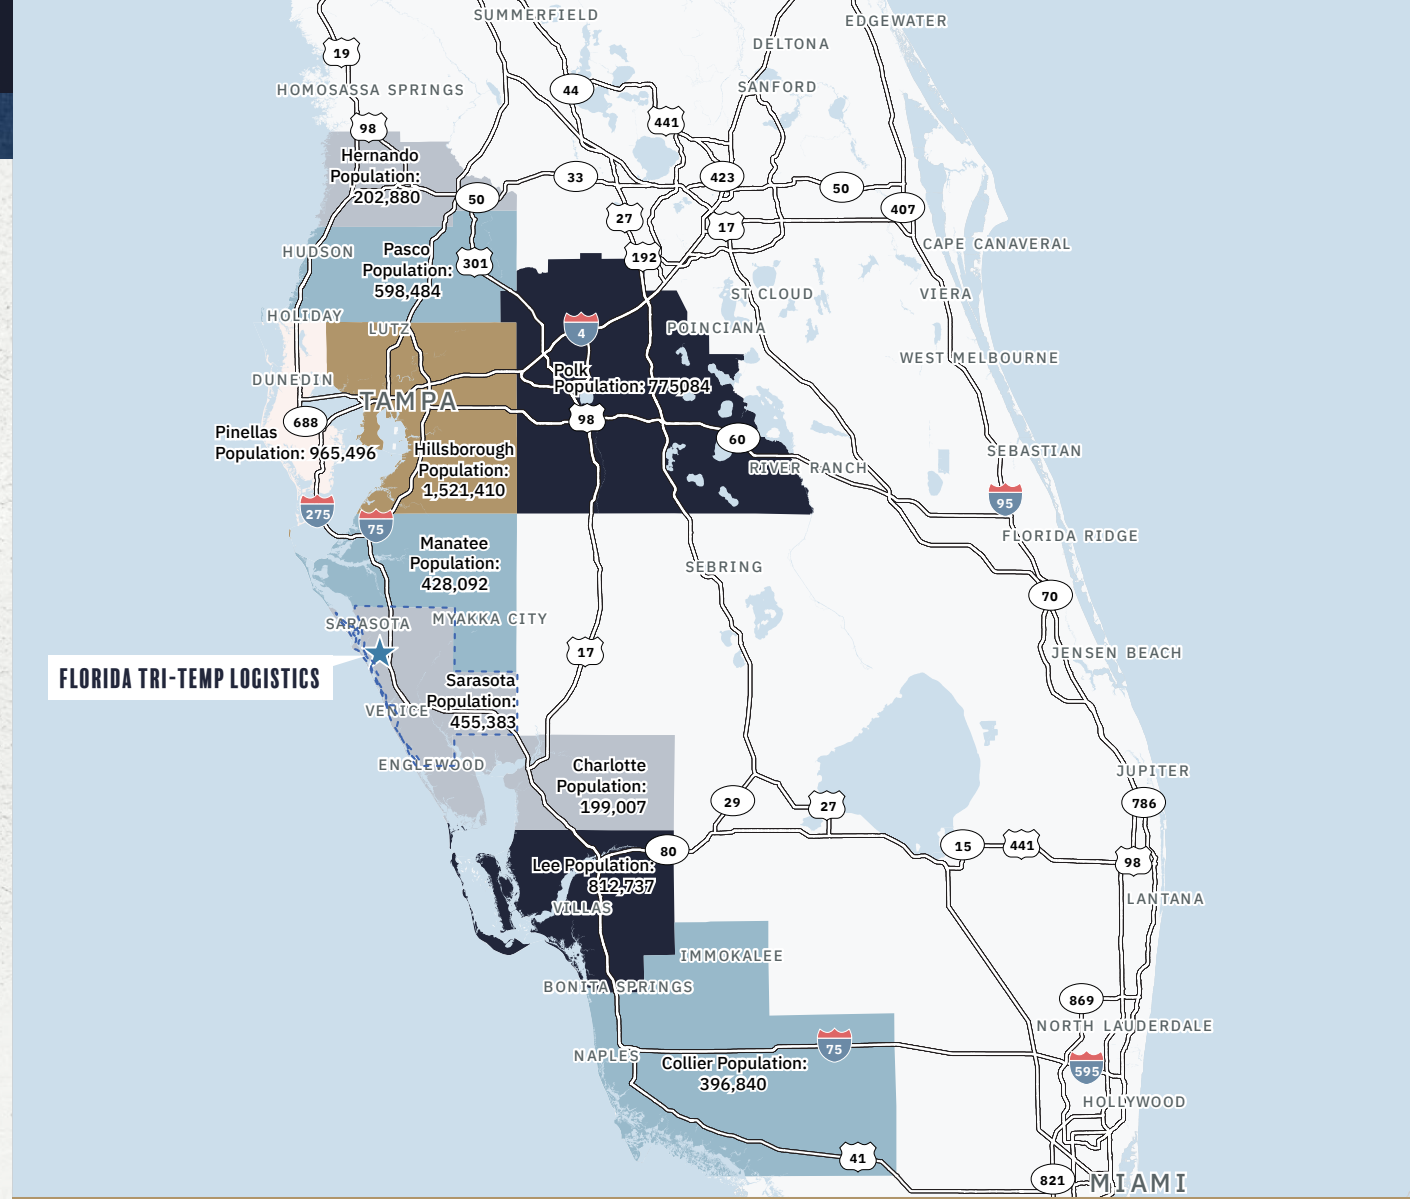 SUMMERFIELD
EDGEWATER
DELTONA
19
HOMOSASSA SPRINGS
44
SANFORD
441
98
Hernando
Population:
202,880
33
423
50
50
407
27
17
HUDSON
Pasco
Population:
598,484
301
192
CAPE CANAVERAL
ST CLOUD
VIERA
HOLIDAY
LUTZ
4
POINCIANA
WEST MELBOURNE
DUNEDIN
Polk
Population: 775084
TAMPA
688
98
60
Pinellas
Population: 965,496
Hillsborough
Population:
1,521,410
RIVER RANCH
SEBASTIAN
275
75
95
FLORIDA RIDGE
Manatee
Population:
428,092
SEBRING
70
SARASOTA
MYAKKA CITY
17
JENSEN BEACH
FLORIDA TRI-TEMP LOGISTICS
Sarasota
Population:
455,383
VENICE
ENGLEWOOD
Charlotte
Population:
199,007
JUPITER
29
27
786
80
15
441
98
Lee Population:
812,737
VILLAS
LANTANA
IMMOKALEE
BONITA SPRINGS
869
NORTH LAUDERDALE
NAPLES
75
Collier Population:
396,840
595
HOLLYWOOD
41
821
MIAMI